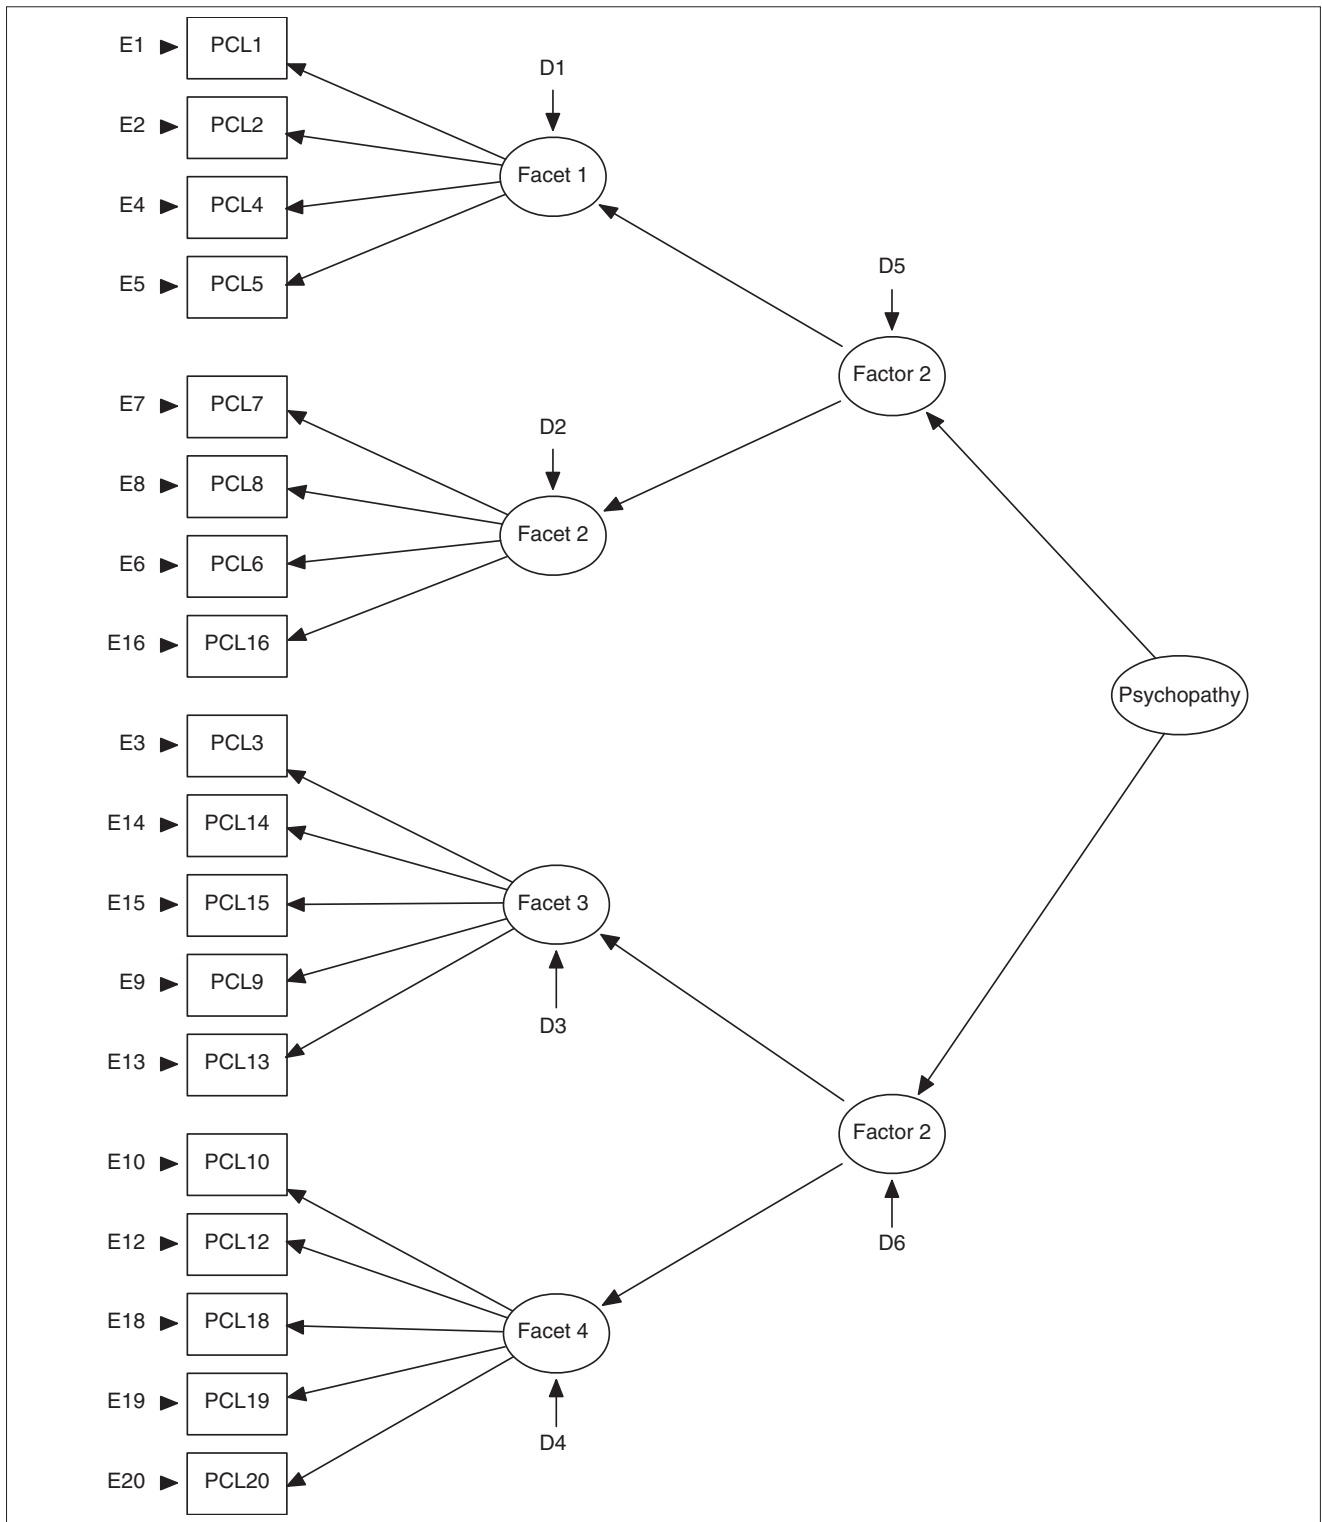 E1 PCL1
D1
E2 PCL2
Facet 1
E4 PCL4
E5 PCL5
D5
Factor 2
E7 PCL7
D2
E8 PCL8
Facet 2
E6 PCL6
E16 PCL16
Psychopathy
E3 PCL3
E14 PCL14
E15 PCL15
Facet 3
E9 PCL9
D3
E13 PCL13
Factor 2
E10 PCL10
E12 PCL12
D6
E18 PCL18
Facet 4
E19 PCL19
D4
E20 PCL20